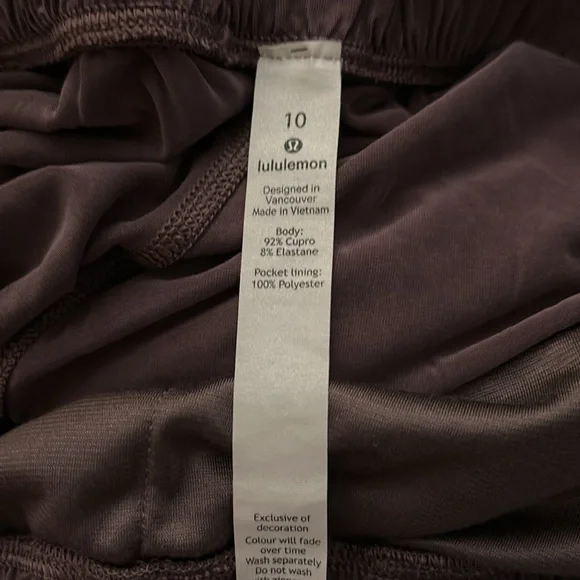 10
lululemon
Designed in
Vancouver
Made in Vietnam
Body:
92% Cupro
8% Elastane
Pocket lining:
100% Polyester
Exclusive of
decoration
Colour will fade
over time
Wash separately
Do not wash
with